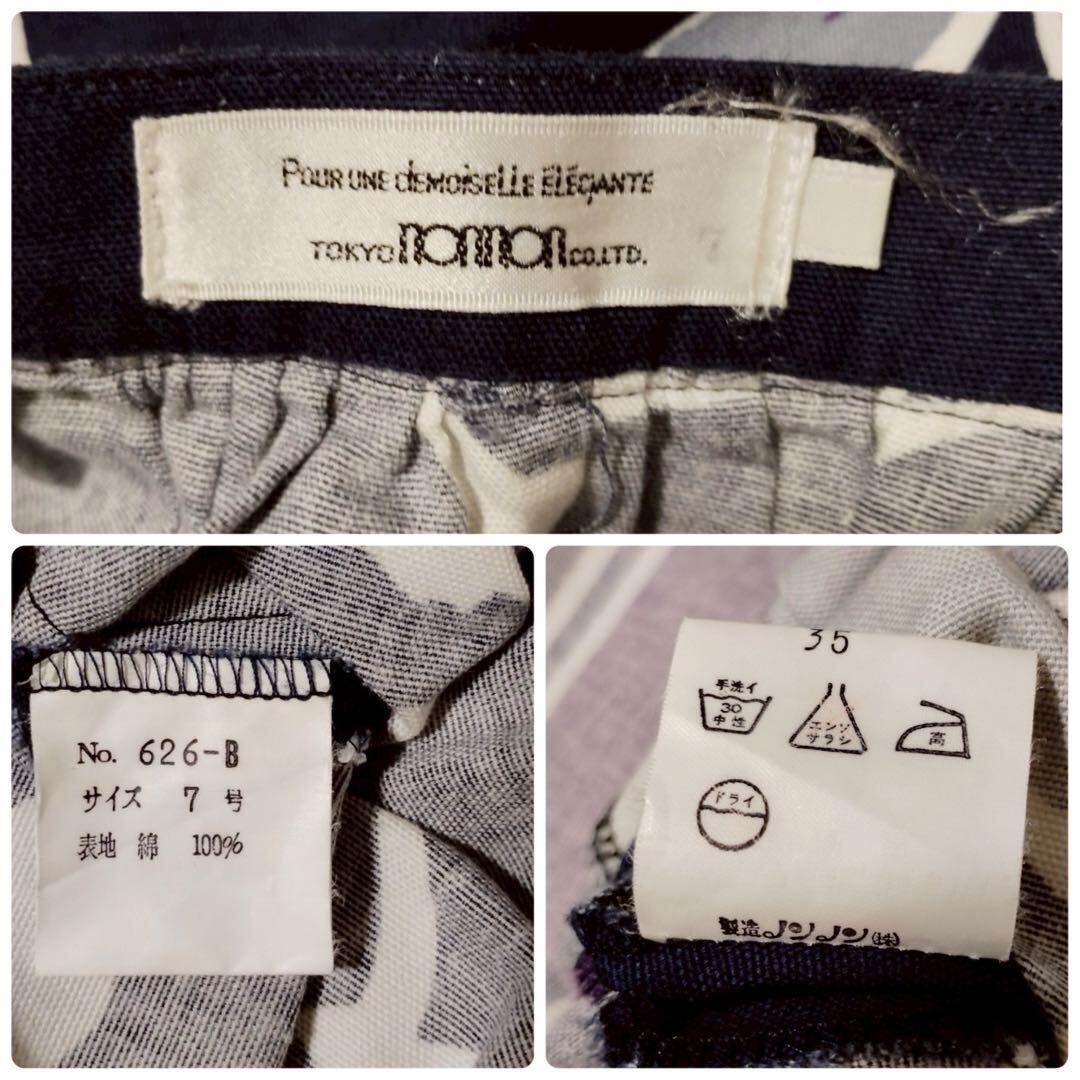 POUR UNE dEMOISELLE ÉLÉGANTE
TOKYO nonnon CO.LTD. 7
No. 626-B
サイズ 7 号
表地 綿 100%
35
手洗イ
30
中性
エンソ
サラシ
高
ドライ
製造ノンノン(株)